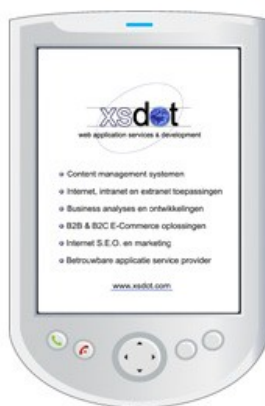 xsdot
web application services & development
Content management systemen
Internet, intranet en extranet toepassingen
Business analyses en ontwikkelingen
B2B & B2C E-Commerce oplossingen
Internet S.E.O. en marketing
Betrouwbare applicatie service provider
www.xsdot.com